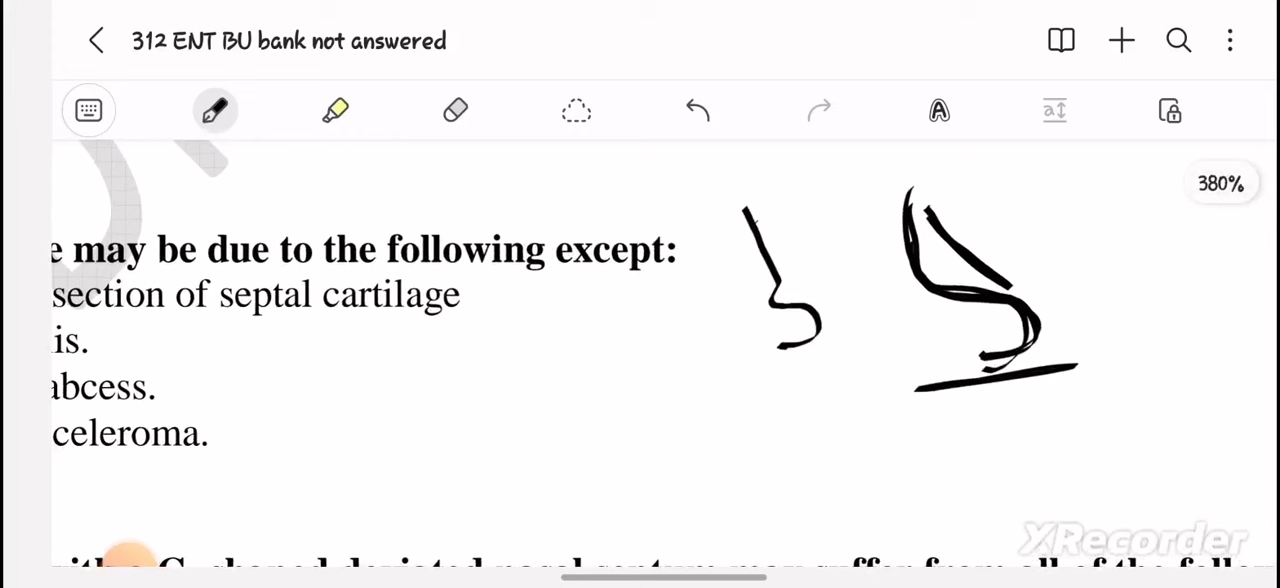 312 ENT BU bank not answered
380%
may be due to the following except:
section of septal cartilage
is.
abcess.
celeroma.
XRecorder